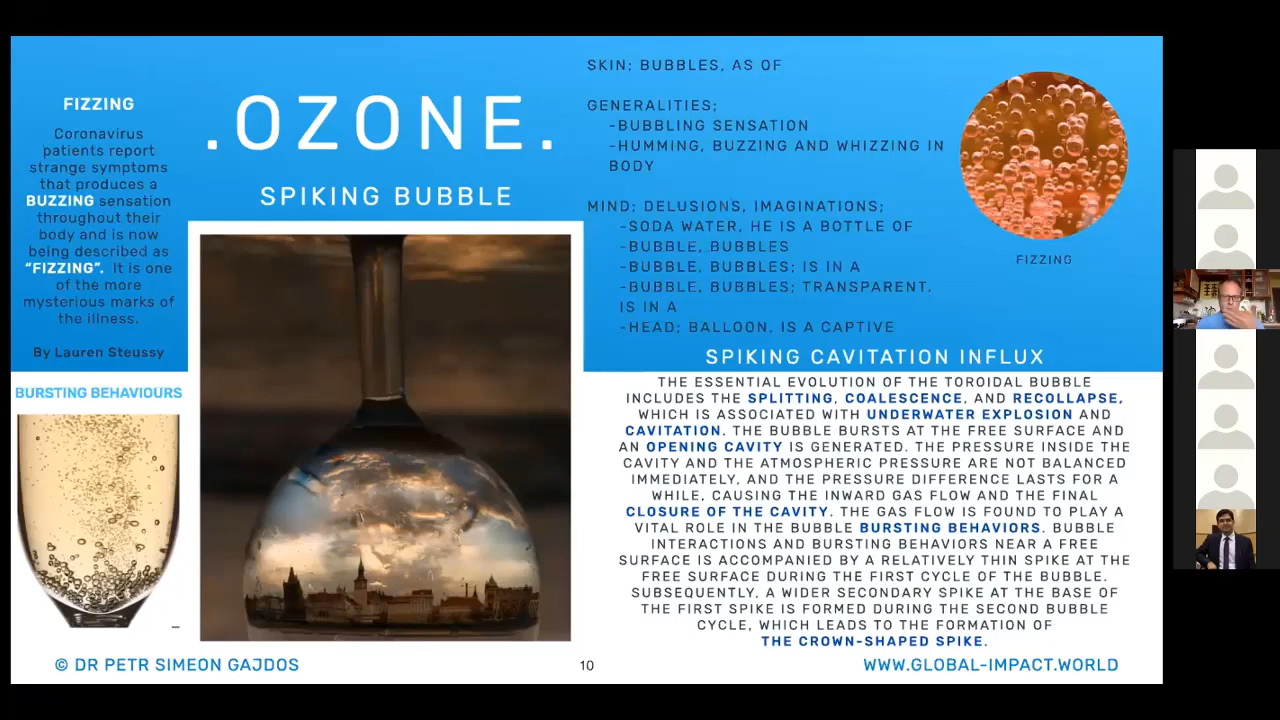 FIZZING
Coronavirus
patients report
strange symptoms
that produces a
BUZZING sensation
throughout their
body and is now
being described as
“FIZZING”. It is one
of the more
mysterious marks of
the illness.
By Lauren Steussy
BURSTING BEHAVIOURS
.OZONE.
SPIKING BUBBLE
SKIN; BUBBLES, AS OF
GENERALITIES;
-BUBBLING SENSATION
-HUMMING, BUZZING AND WHIZZING IN
BODY
MIND; DELUSIONS, IMAGINATIONS;
-SODA WATER, HE IS A BOTTLE OF
-BUBBLE, BUBBLES
-BUBBLE, BUBBLES; IS IN A
-BUBBLE, BUBBLES; TRANSPARENT,
IS IN A
-HEAD; BALLOON, IS A CAPTIVE
FIZZING
SPIKING CAVITATION INFLUX
THE ESSENTIAL EVOLUTION OF THE TOROIDAL BUBBLE
INCLUDES THE SPLITTING, COALESCENCE, AND RECOLLAPSE,
WHICH IS ASSOCIATED WITH UNDERWATER EXPLOSION AND
CAVITATION. THE BUBBLE BURSTS AT THE FREE SURFACE AND
AN OPENING CAVITY IS GENERATED. THE PRESSURE INSIDE THE
CAVITY AND THE ATMOSPHERIC PRESSURE ARE NOT BALANCED
IMMEDIATELY, AND THE PRESSURE DIFFERENCE LASTS FOR A
WHILE, CAUSING THE INWARD GAS FLOW AND THE FINAL
CLOSURE OF THE CAVITY. THE GAS FLOW IS FOUND TO PLAY A
VITAL ROLE IN THE BUBBLE BURSTING BEHAVIORS. BUBBLE
INTERACTIONS AND BURSTING BEHAVIORS NEAR A FREE
SURFACE IS ACCOMPANIED BY A RELATIVELY THIN SPIKE AT THE
FREE SURFACE DURING THE FIRST CYCLE OF THE BUBBLE.
SUBSEQUENTLY, A WIDER SECONDARY SPIKE AT THE BASE OF
THE FIRST SPIKE IS FORMED DURING THE SECOND BUBBLE
CYCLE, WHICH LEADS TO THE FORMATION OF
THE CROWN-SHAPED SPIKE.
© DR PETR SIMEON GAJDOS
10
WWW.GLOBAL-IMPACT.WORLD